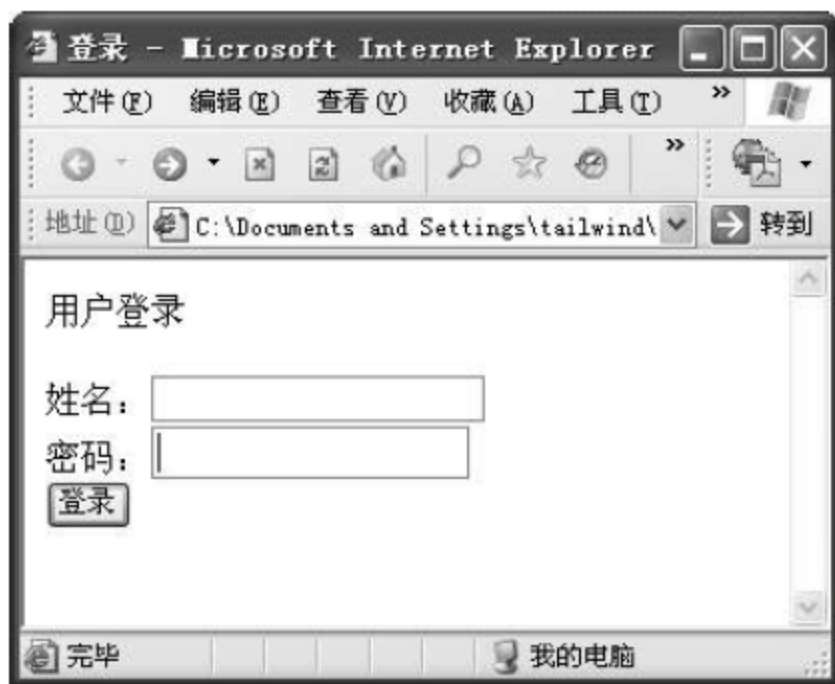 登录 - Microsoft Internet Explorer
文件(F) 编辑(E) 查看(V) 收藏(A) 工具(T) »
»
地址(D) C:\Documents and Settings\tailwind\ 转到
用户登录
姓名：
密码：
登录
完毕 我的电脑